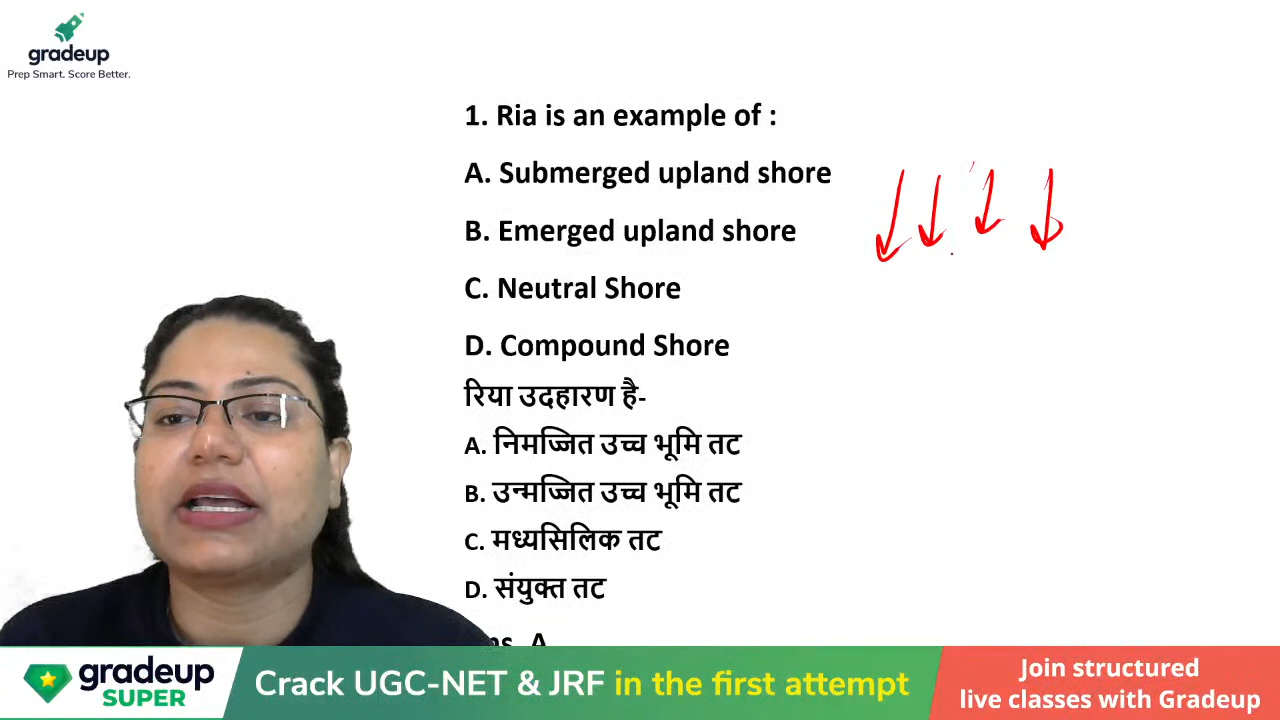 gradeup
Prep Smart. Score Better.
1. Ria is an example of :
A. Submerged upland shore
B. Emerged upland shore
C. Neutral Shore
D. Compound Shore
रिया उदहारण है-
A. निमज्जित उच्च भूमि तट
B. उन्मज्जित उच्च भूमि तट
C. मध्यसिलिक तट
D. संयुक्त तट
A
gradeup
SUPER
Crack UGC-NET & JRF in the first attempt
Join structured
live classes with Gradeup